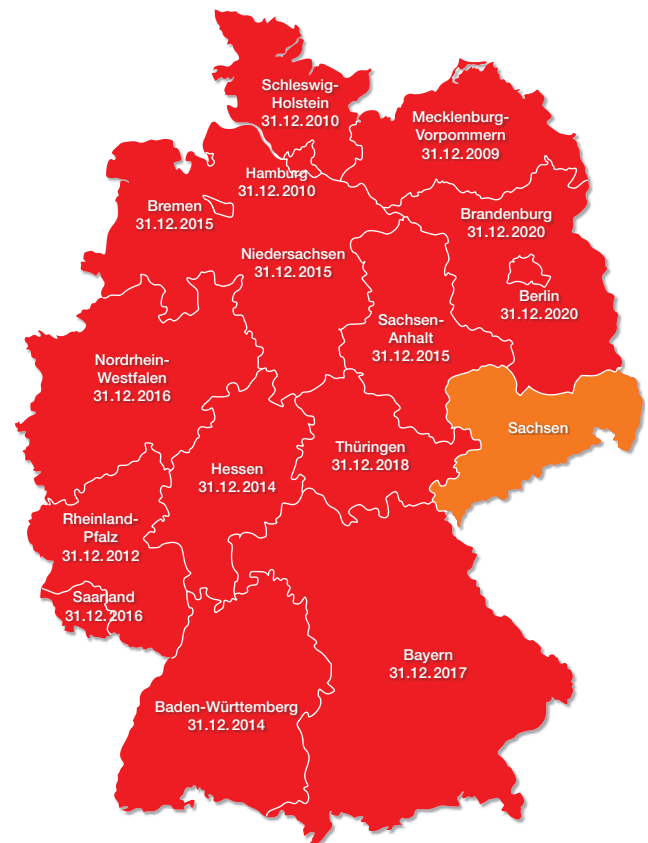 Schleswig-
Holstein
31.12.2010
Mecklenburg-
Vorpommern
31.12.2009
Hamburg
31.12.2010
Bremen
31.12.2015
Brandenburg
31.12.2020
Niedersachsen
31.12.2015
Berlin
31.12.2020
Sachsen-
Anhalt
31.12.2015
Nordrhein-
Westfalen
31.12.2016
Sachsen
Thüringen
31.12.2018
Hessen
31.12.2014
Rheinland-
Pfalz
31.12.2012
Saarland
31.12.2016
Bayern
31.12.2017
Baden-Württemberg
31.12.2014